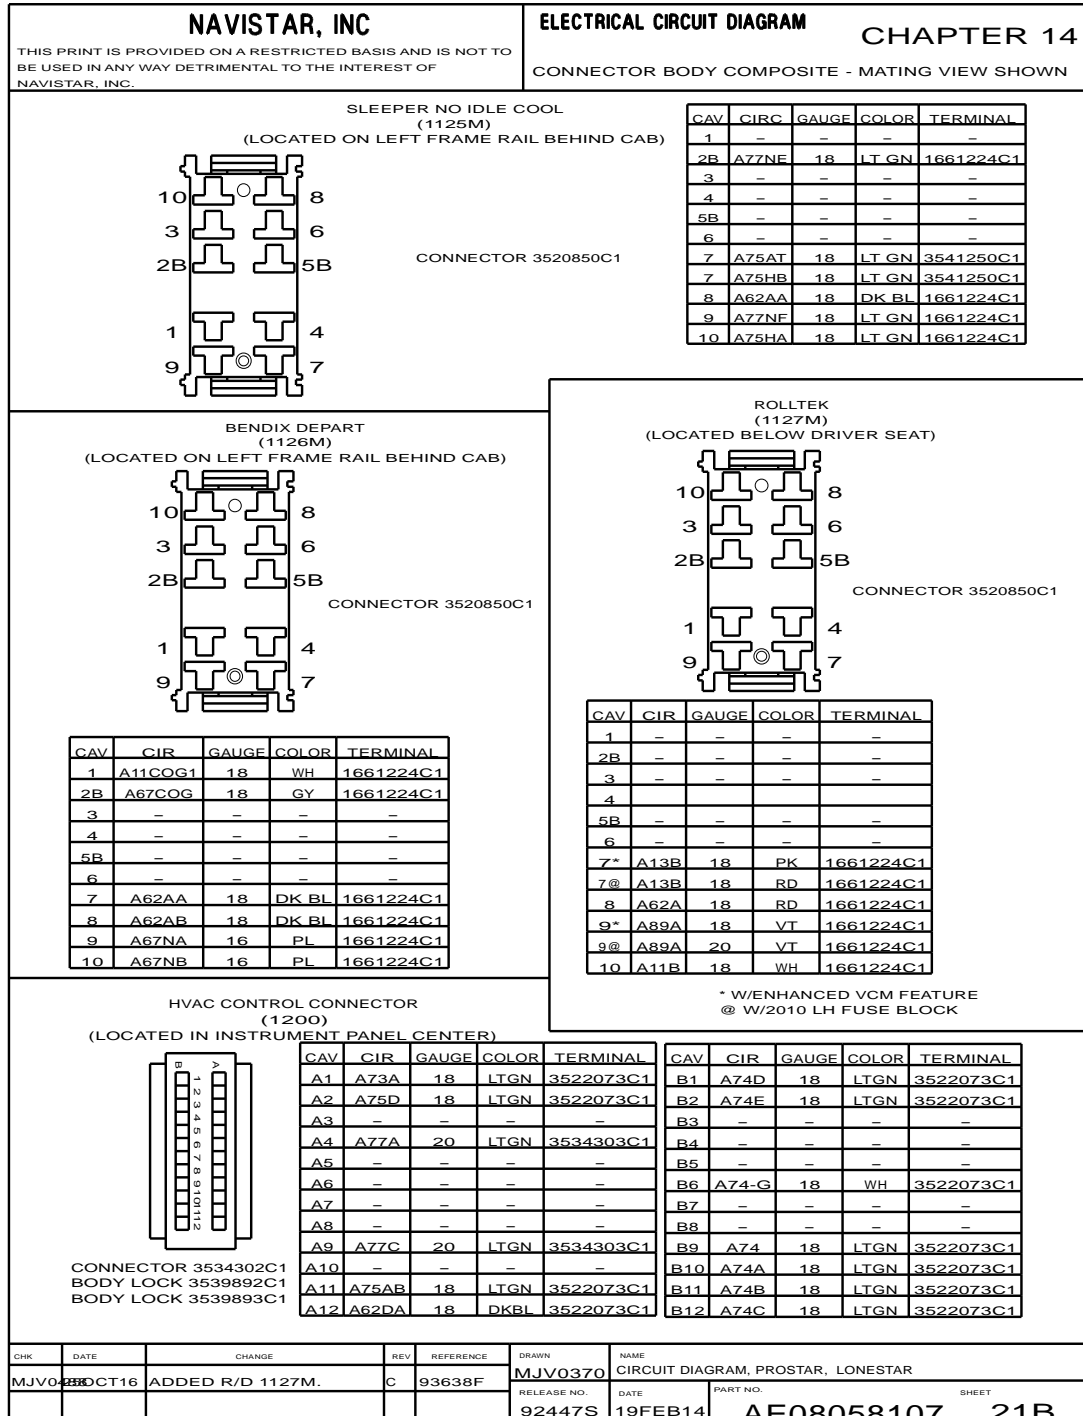 NAVISTAR, INC
THIS PRINT IS PROVIDED ON A RESTRICTED BASIS AND IS NOT TO
BE USED IN ANY WAY DETRIMENTAL TO THE INTEREST OF
NAVISTAR, INC.
ELECTRICAL CIRCUIT DIAGRAM
CHAPTER 14
CONNECTOR BODY COMPOSITE - MATING VIEW SHOWN
SLEEPER NO IDLE COOL
(1125M)
(LOCATED ON LEFT FRAME RAIL BEHIND CAB)
10 8
3 6
2B 5B
1 4
9 7
CONNECTOR 3520850C1
CAV CIRC GAUGE COLOR TERMINAL
1 – – – –
2B A77NE 18 LT GN 1661224C1
3 – – – –
4 – – – –
5B – – – –
6 – – – –
7 A75AT 18 LT GN 3541250C1
7 A75HB 18 LT GN 3541250C1
8 A62AA 18 DK BL 1661224C1
9 A77NF 18 LT GN 1661224C1
10 A75HA 18 LT GN 1661224C1
BENDIX DEPART
(1126M)
(LOCATED ON LEFT FRAME RAIL BEHIND CAB)
10 8
3 6
2B 5B
1 4
9 7
CONNECTOR 3520850C1
CAV CIR GAUGE COLOR TERMINAL
1 A11COG1 18 WH 1661224C1
2B A67COG 18 GY 1661224C1
3 – – – –
4 – – – –
5B – – – –
6 – – – –
7 A62AA 18 DK BL 1661224C1
8 A62AB 18 DK BL 1661224C1
9 A67NA 16 PL 1661224C1
10 A67NB 16 PL 1661224C1
ROLLTEK
(1127M)
(LOCATED BELOW DRIVER SEAT)
10 8
3 6
2B 5B
1 4
9 7
CONNECTOR 3520850C1
CAV CIR GAUGE COLOR TERMINAL
1 – – – –
2B – – – –
3 – – – –
4
5B – – – –
6 – – – –
7* A13B 18 PK 1661224C1
7@ A13B 18 RD 1661224C1
8 A62A 18 RD 1661224C1
9* A89A 18 VT 1661224C1
9@ A89A 20 VT 1661224C1
10 A11B 18 WH 1661224C1
* W/ENHANCED VCM FEATURE
@ W/2010 LH FUSE BLOCK
HVAC CONTROL CONNECTOR
(1200)
(LOCATED IN INSTRUMENT PANEL CENTER)
B A
1 2 3 4 5 6 7 8 9 10 11 12
CONNECTOR 3534302C1
BODY LOCK 3539892C1
BODY LOCK 3539893C1
CAV CIR GAUGE COLOR TERMINAL
A1 A73A 18 LTGN 3522073C1
A2 A75D 18 LTGN 3522073C1
A3 – – – –
A4 A77A 20 LTGN 3534303C1
A5 – – – –
A6 – – – –
A7 – – – –
A8 – – – –
A9 A77C 20 LTGN 3534303C1
A10 – – – –
A11 A75AB 18 LTGN 3522073C1
A12 A62DA 18 DKBL 3522073C1
CAV CIR GAUGE COLOR TERMINAL
B1 A74D 18 LTGN 3522073C1
B2 A74E 18 LTGN 3522073C1
B3 – – – –
B4 – – – –
B5 – – – –
B6 A74-G 18 WH 3522073C1
B7 – – – –
B8 – – – –
B9 A74 18 LTGN 3522073C1
B10 A74A 18 LTGN 3522073C1
B11 A74B 18 LTGN 3522073C1
B12 A74C 18 LTGN 3522073C1
CHK DATE CHANGE REV REFERENCE
ADDED R/D 1127M. C 93638F
DRAWN
MJV0370
NAME
CIRCUIT DIAGRAM, PROSTAR, LONESTAR
RELEASE NO.
92447S
DATE
19FEB14
PART NO.
AF08058107
SHEET
21B